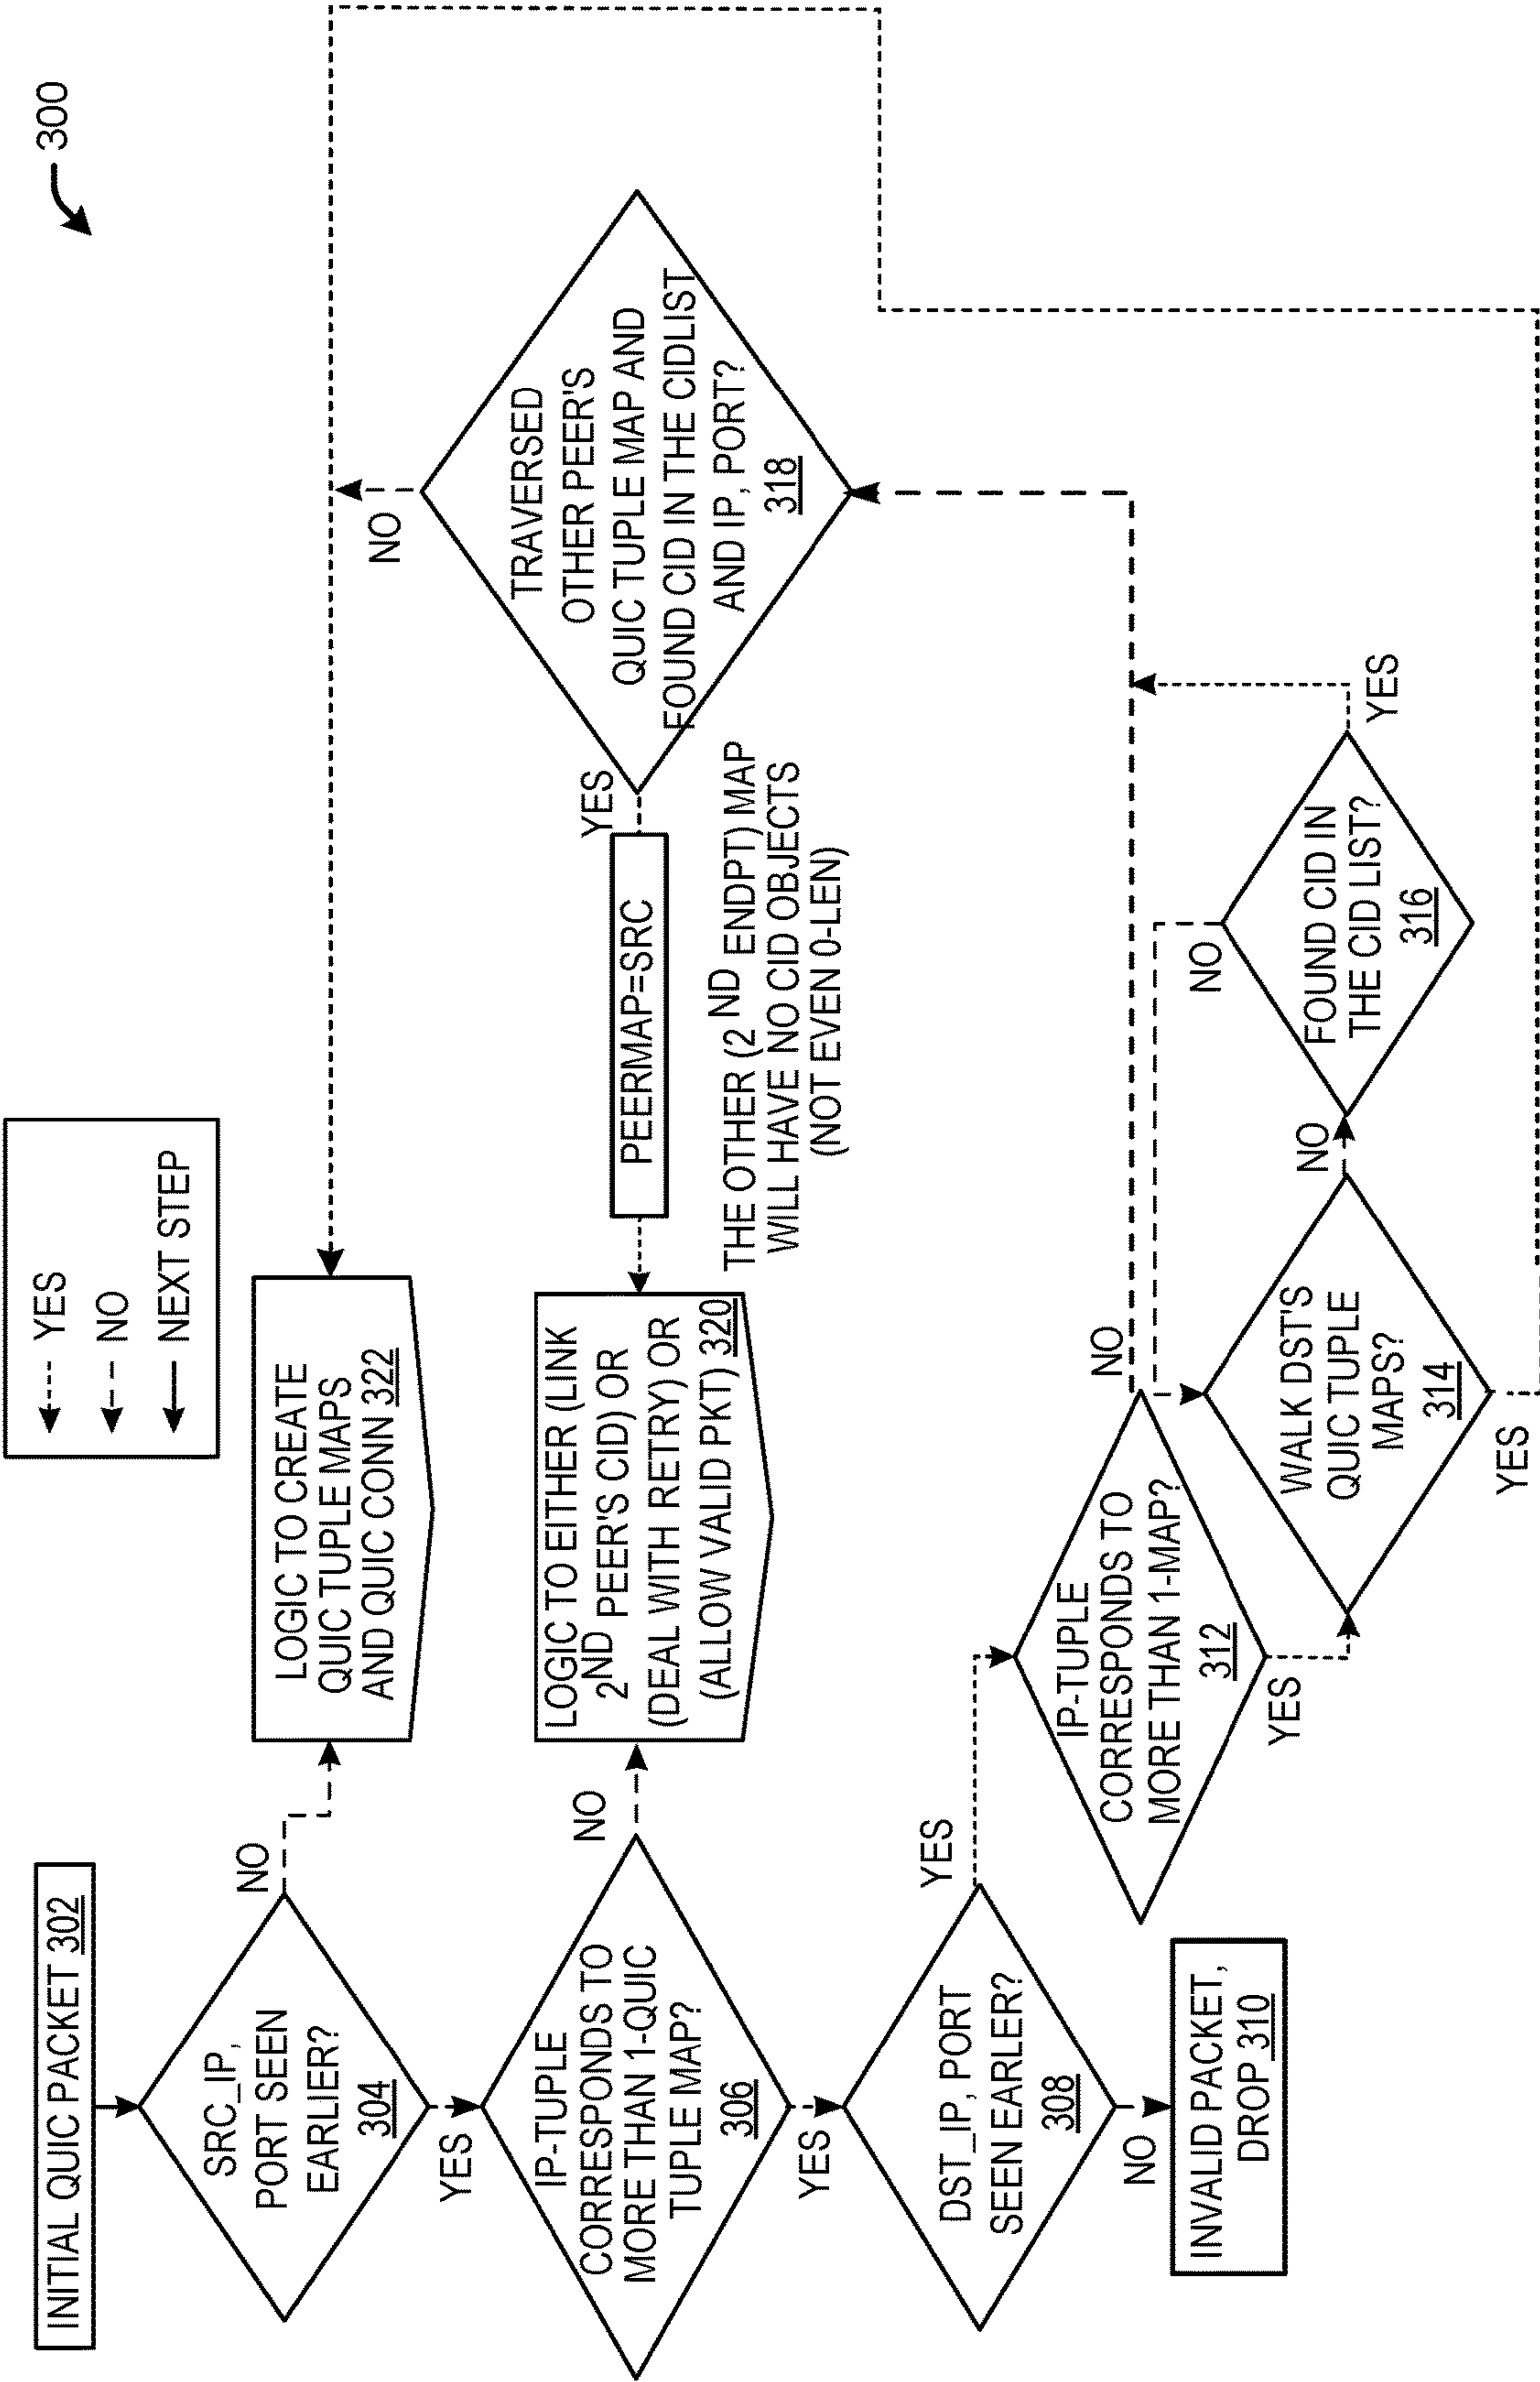 300
YES
NO
NEXT STEP
INITIAL QUIC PACKET 302
SRC_IP,
PORT SEEN
EARLIER?
304
NO
YES
LOGIC TO CREATE
QUIC TUPLE MAPS
AND QUIC CONN 322
IP-TUPLE
CORRESPONDS TO
MORE THAN 1-QUIC
TUPLE MAP?
306
NO
YES
LOGIC TO EITHER (LINK
2ND PEER'S CID) OR
(DEAL WITH RETRY) OR
(ALLOW VALID PKT) 320
PEERMAP=SRC
THE OTHER (2ND ENDPT) MAP
WILL HAVE NO CID OBJECTS
(NOT EVEN 0-LEN)
YES
NO
TRAVERSED
OTHER PEER'S
QUIC TUPLE MAP AND
FOUND CID IN THE CIDLIST
AND IP, PORT?
318
DST_IP, PORT
SEEN EARLER?
308
YES
NO
INVALID PACKET,
DROP 310
IP-TUPLE
CORRESPONDS TO
MORE THAN 1-MAP?
312
NO
YES
WALK DST'S
QUIC TUPLE
MAPS?
314
NO
YES
FOUND CID IN
THE CID LIST?
316
NO
YES